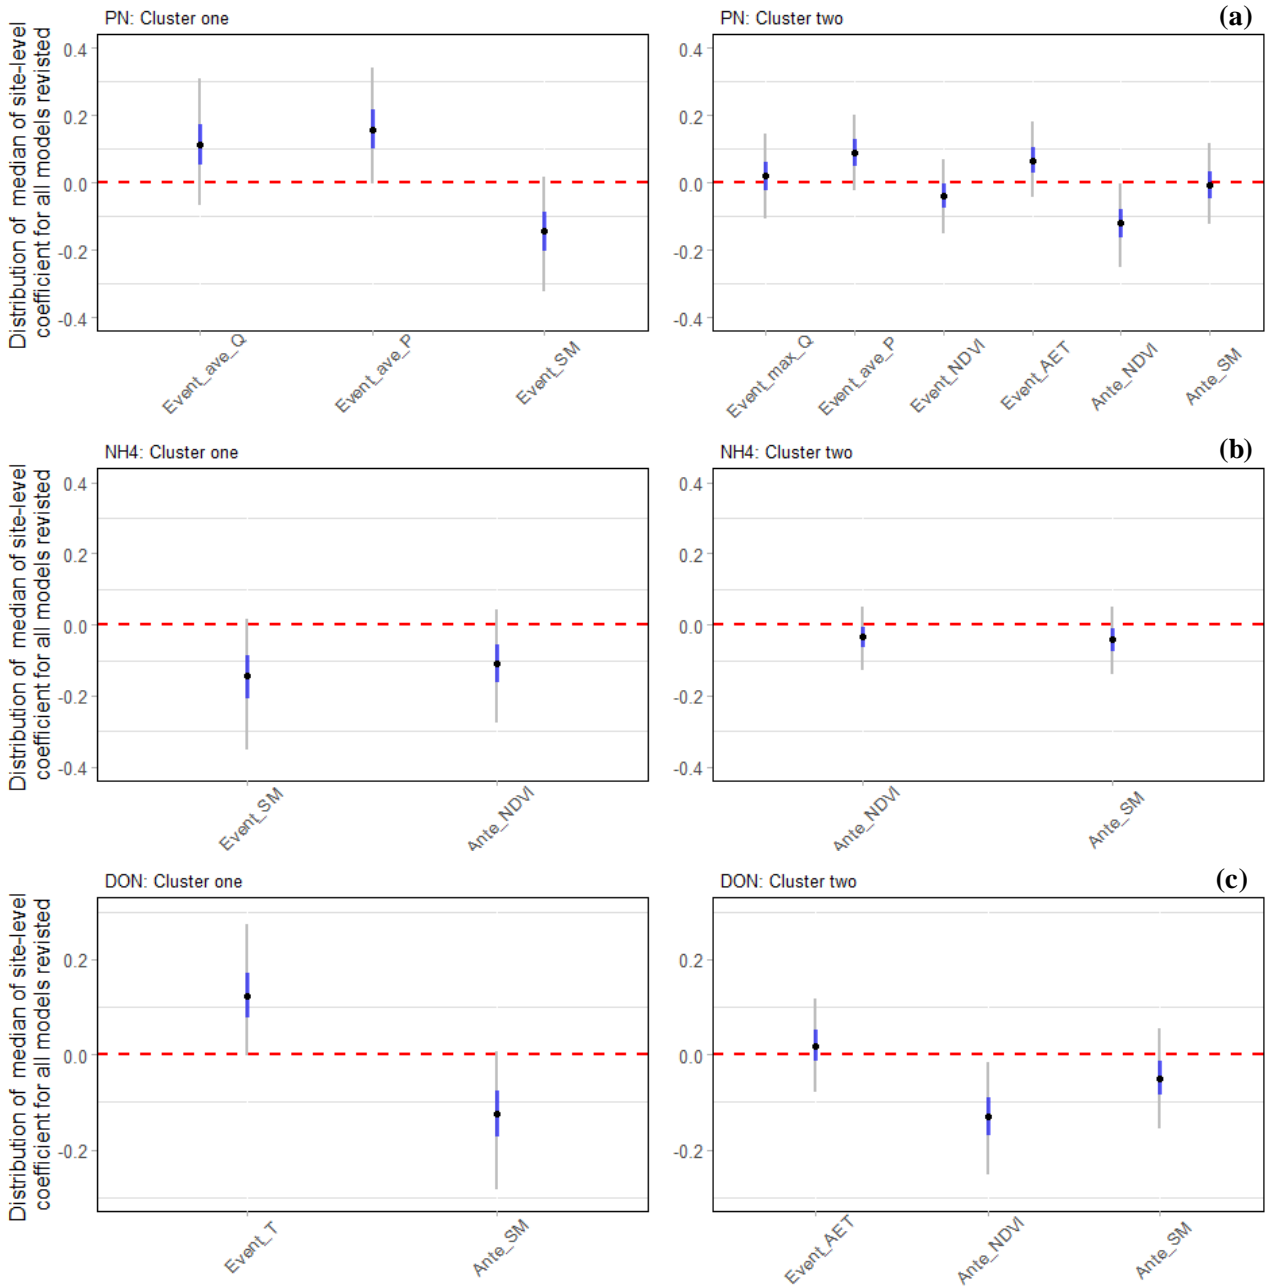 PN: Cluster one
PN: Cluster two
(a)
Distribution of median of site-level
coefficient for all models revisted
0.4
0.2
0.0
-0.2
-0.4
Event_ave_Q
Event_ave_P
Event_SM
0.4
0.2
0.0
-0.2
-0.4
Event_max_Q
Event_ave_P
Event_NDVI
Event_AET
Ante_NDVI
Ante_SM
NH4: Cluster one
NH4: Cluster two
(b)
Distribution of median of site-level
coefficient for all models revisted
0.4
0.2
0.0
-0.2
-0.4
Event_SM
Ante_NDVI
0.4
0.2
0.0
-0.2
-0.4
Ante_NDVI
Ante_SM
DON: Cluster one
DON: Cluster two
(c)
Distribution of median of site-level
coefficient for all models revisted
0.2
0.0
-0.2
Event_T
Ante_SM
0.2
0.0
-0.2
Event_AET
Ante_NDVI
Ante_SM